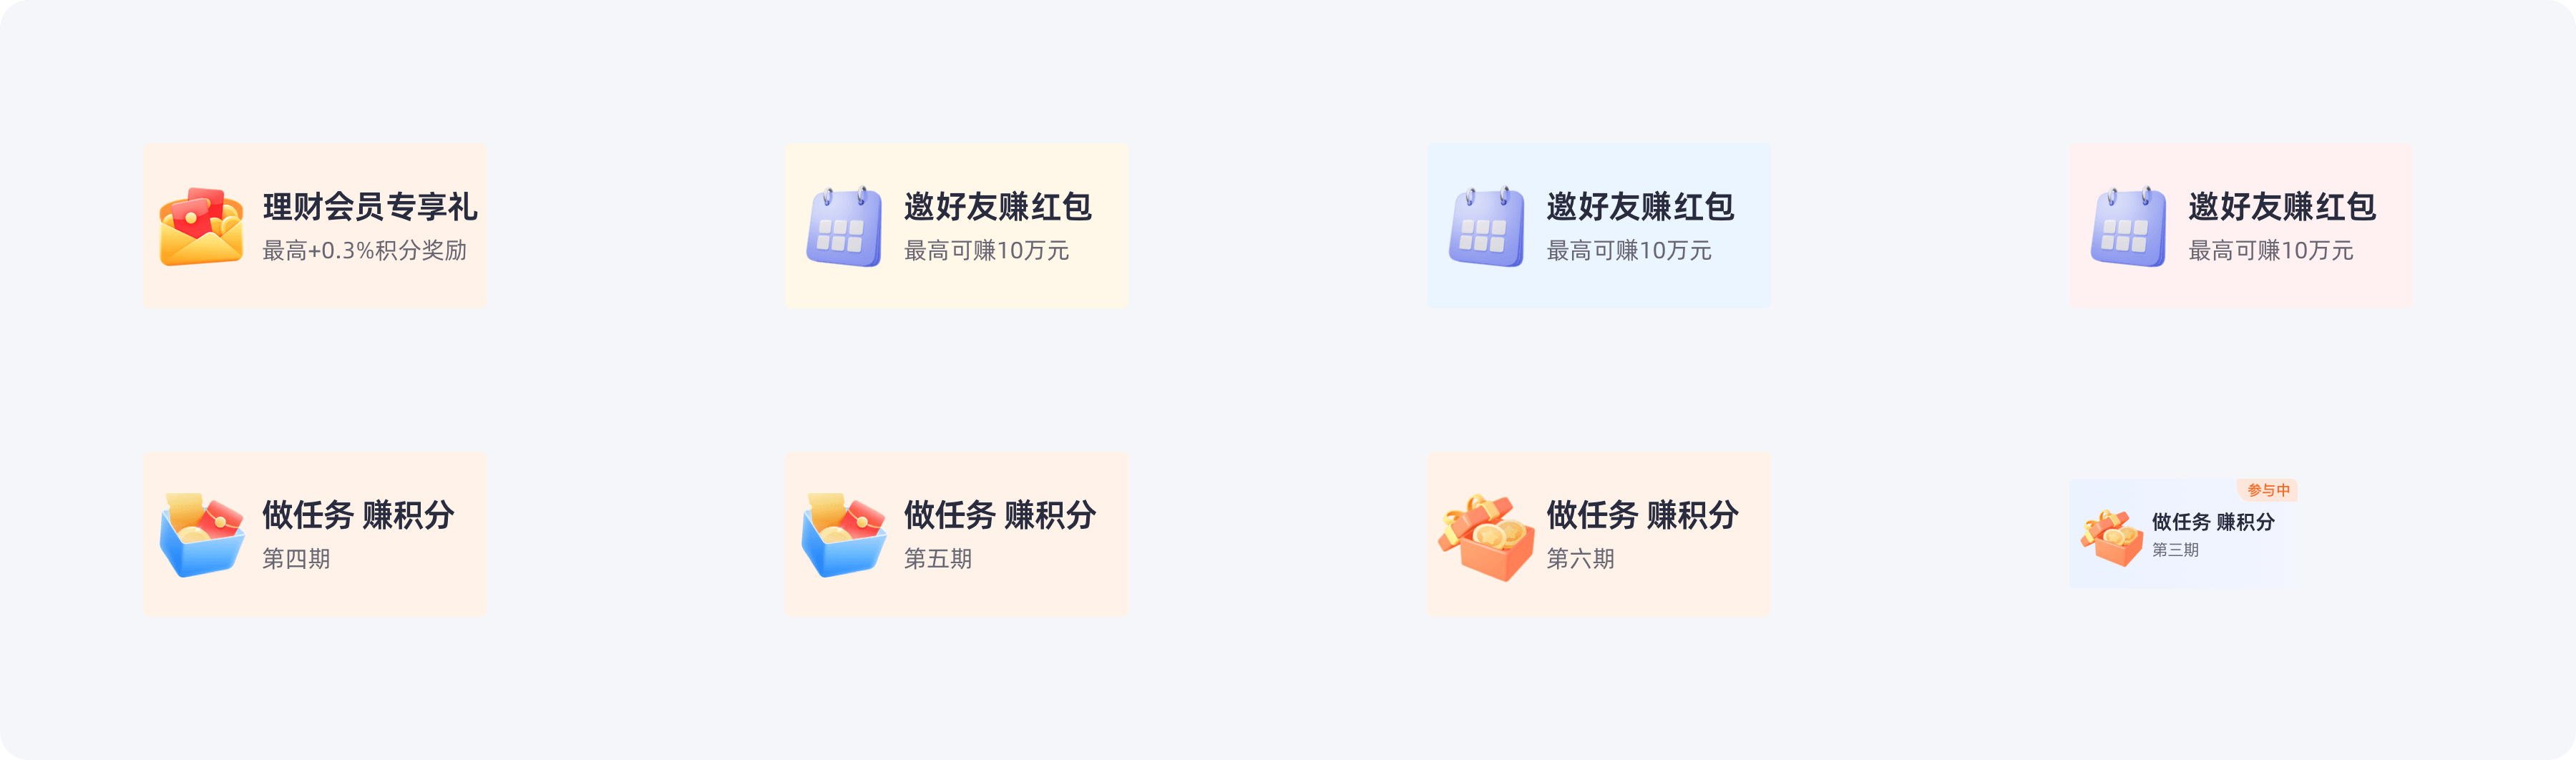 理财会员专享礼
最高+0.3%积分奖励
邀好友赚红包
最高可赚10万元
邀好友赚红包
最高可赚10万元
邀好友赚红包
最高可赚10万元
做任务 赚积分
第四期
做任务 赚积分
第五期
做任务 赚积分
第六期
参与中
做任务 赚积分
第三期